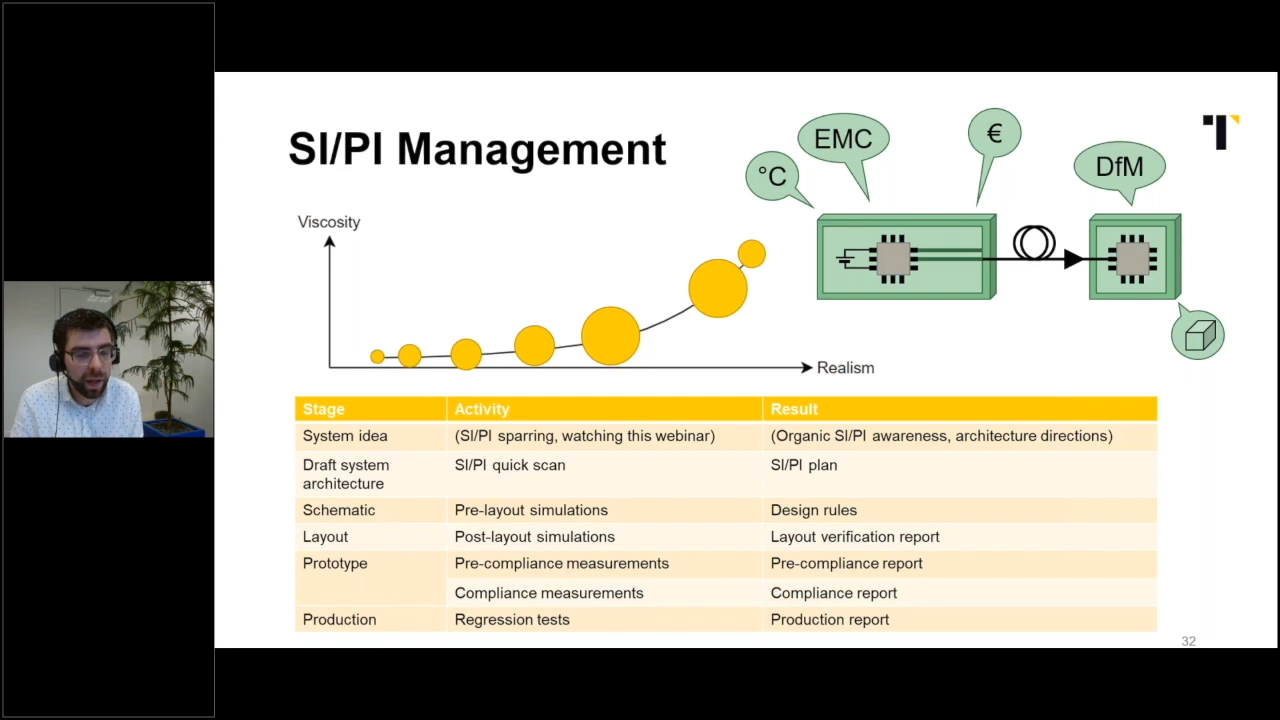 SI/PI Management
°C
EMC
€
DfM
Viscosity
Realism
Stage Activity Result
System idea (SI/PI sparring, watching this webinar) (Organic SI/PI awareness, architecture directions)
Draft system SI/PI quick scan SI/PI plan
architecture
Schematic Pre-layout simulations Design rules
Layout Post-layout simulations Layout verification report
Prototype Pre-compliance measurements Pre-compliance report
Compliance measurements Compliance report
Production Regression tests Production report
32